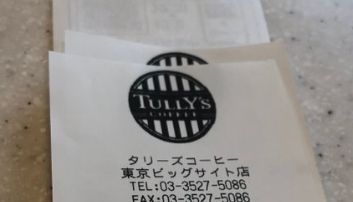 TULLY'S
COFFEE
タリーズコーヒー
東京ビッグサイト店
TEL:03-3527-5086
FAX:03-3527-5086